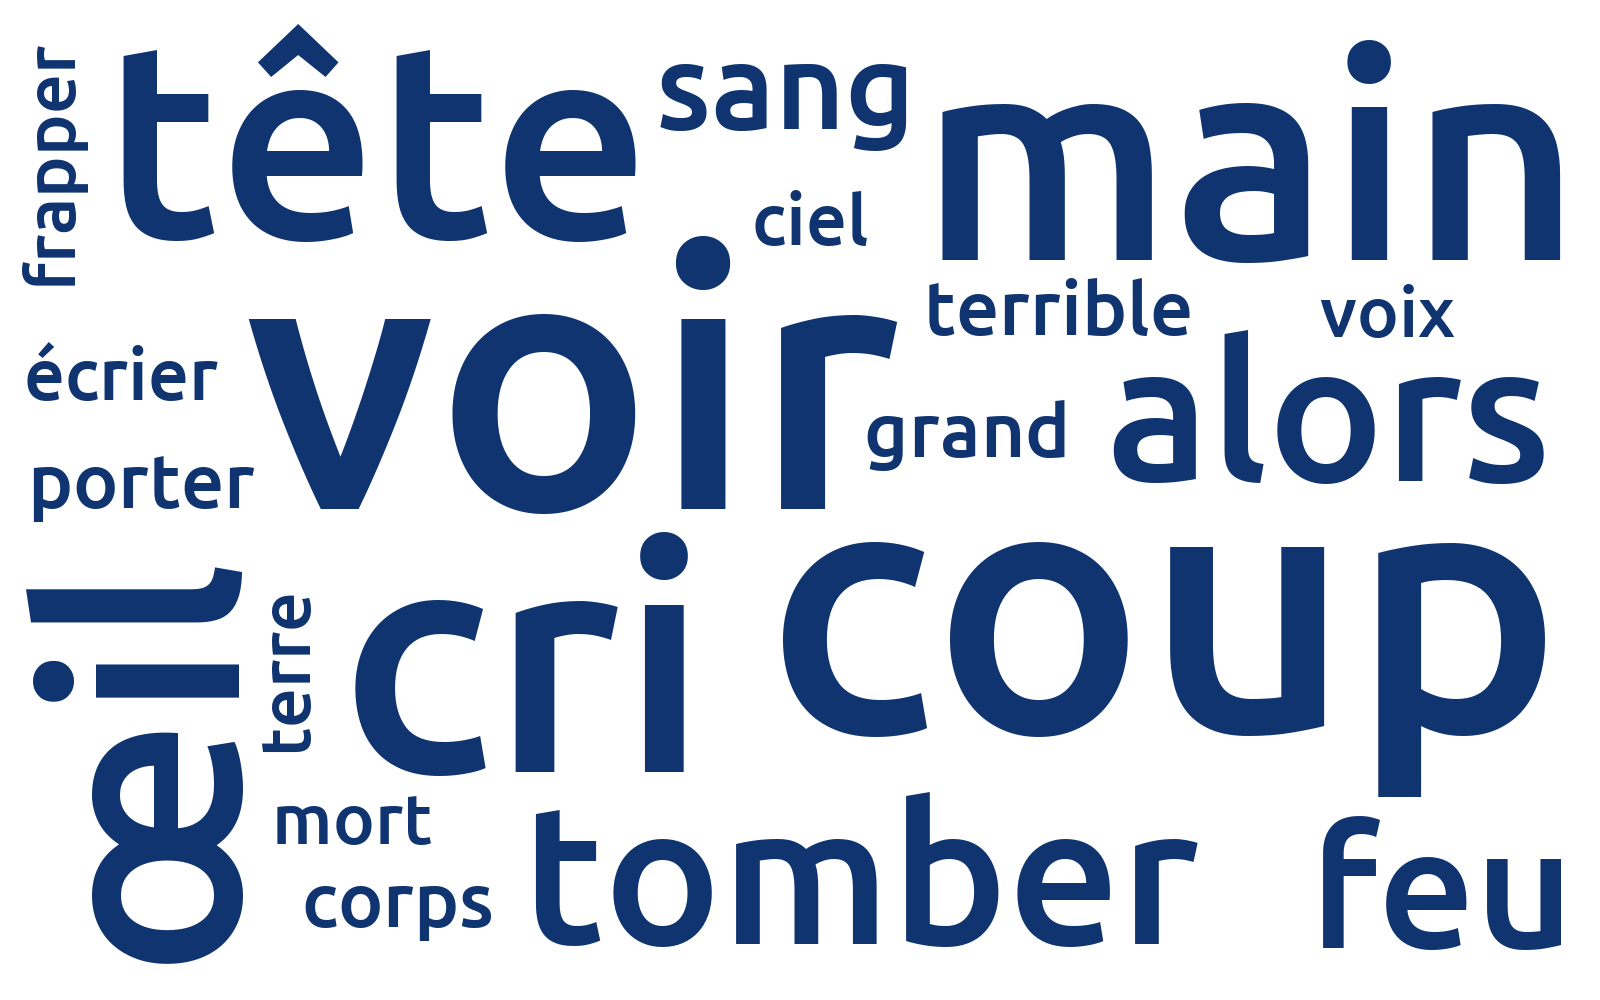 frapper
tête
sang
main
ciel
voir
terrible
voix
écrier
grand
alors
porter
œil
terre
cri
coup
mort
tomber
feu
corps